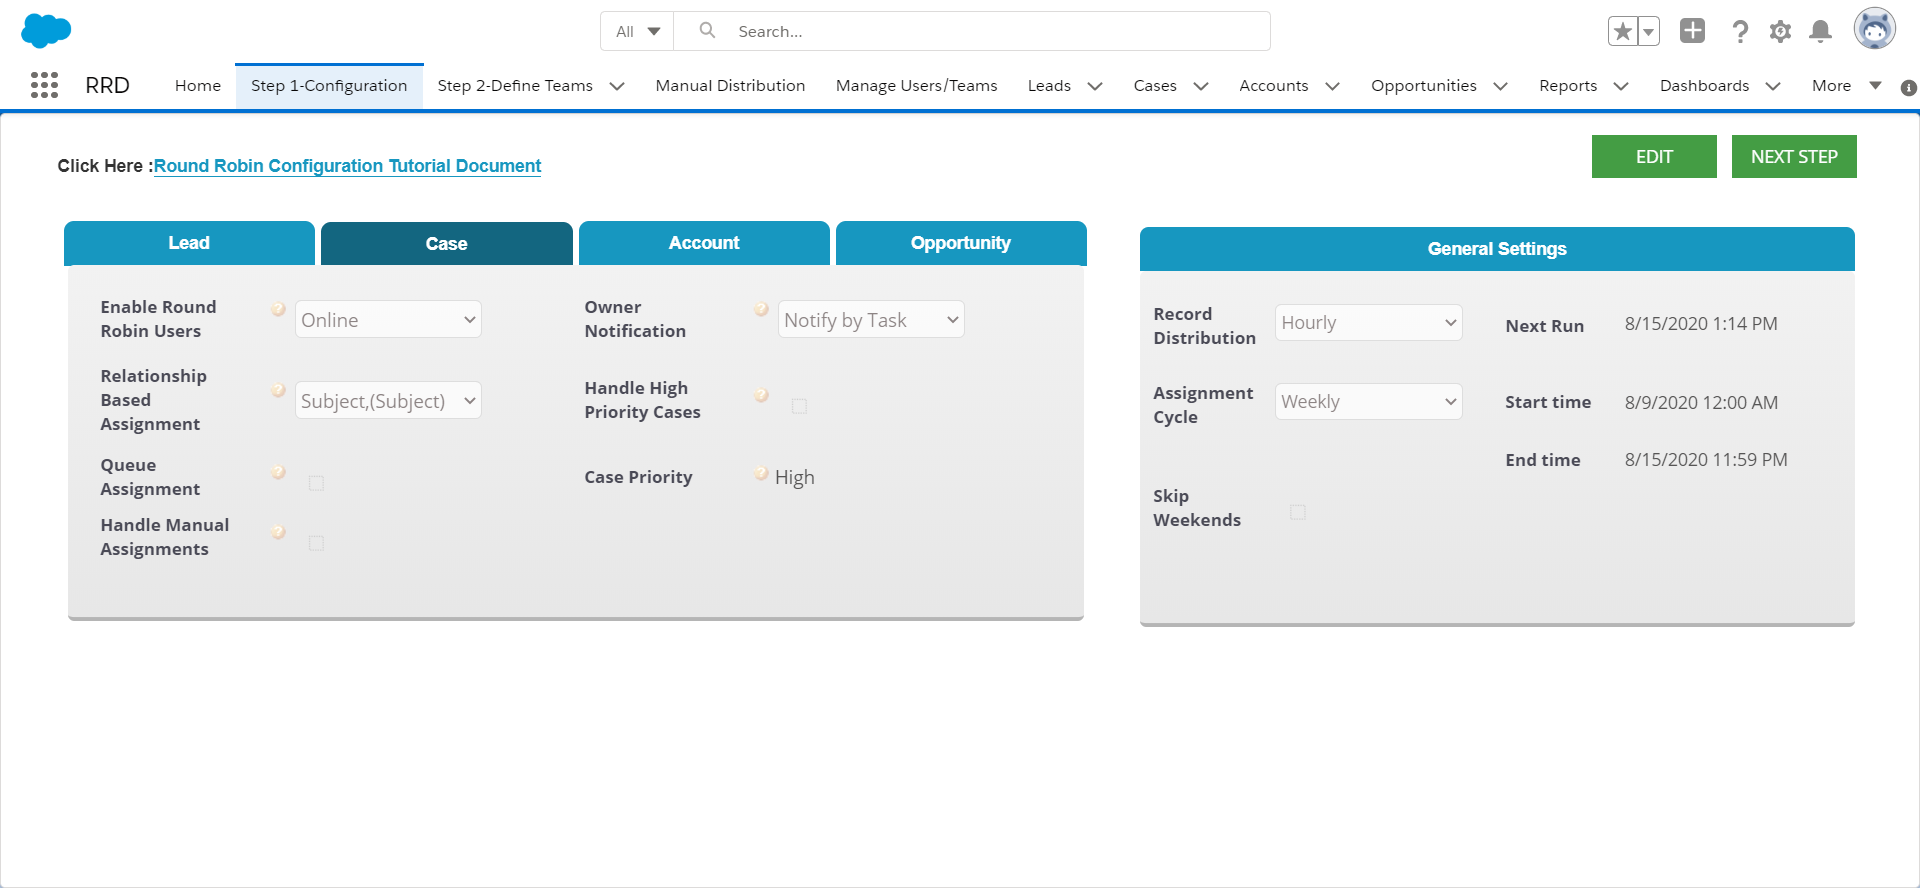 All
Search...
RRD
Home
Step 1-Configuration
Step 2-Define Teams
Manual Distribution
Manage Users/Teams
Leads
Cases
Accounts
Opportunities
Reports
Dashboards
More
Click Here :Round Robin Configuration Tutorial Document
EDIT
NEXT STEP
Lead
Case
Account
Opportunity
Enable Round
Robin Users
Online
Owner
Notification
Notify by Task
Relationship
Based
Assignment
Subject,(Subject)
Handle High
Priority Cases
Queue
Assignment
Case Priority
High
Handle Manual
Assignments
General Settings
Record
Distribution
Hourly
Next Run
8/15/2020 1:14 PM
Assignment
Cycle
Weekly
Start time
8/9/2020 12:00 AM
End time
8/15/2020 11:59 PM
Skip
Weekends